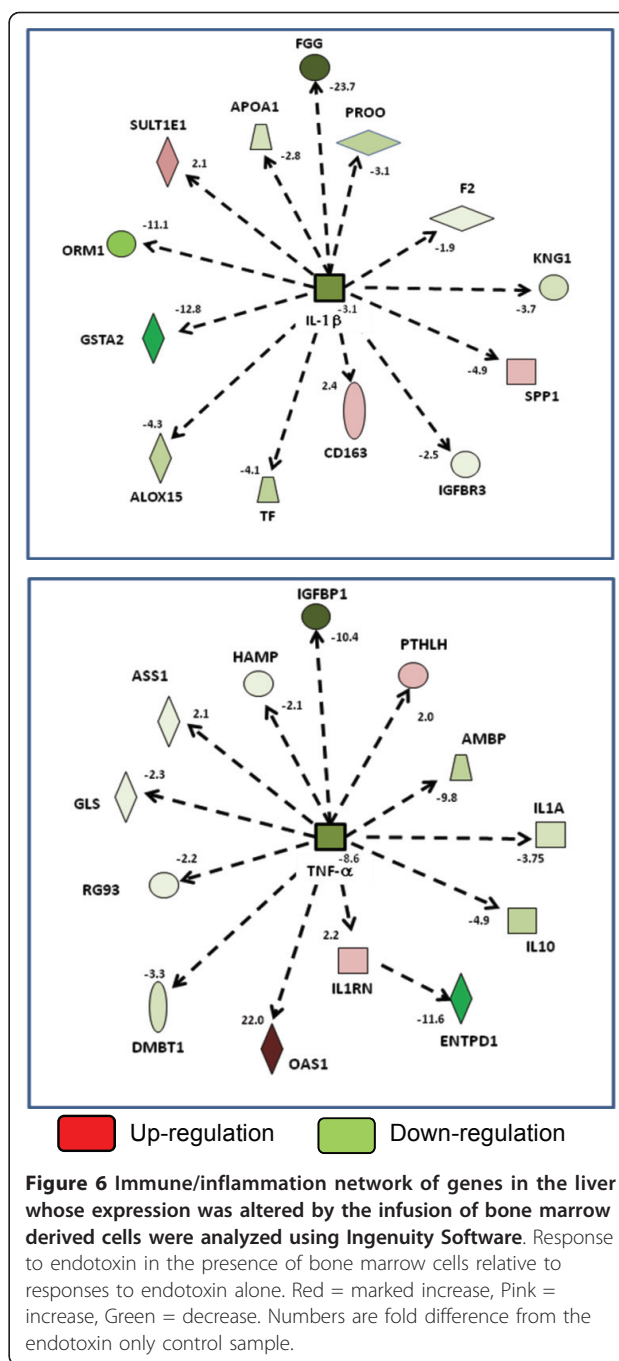 FGG
-23.7
APOA1
-2.8
PROO
-3.1
SULT1E1
2.1
F2
-1.9
ORM1
-11.1
KNG1
-3.7
IL-1β
-3.1
GSTA2
-12.8
SPP1
-4.9
CD163
2.4
ALOX15
-4.3
TF
-4.1
IGFBR3
-2.5
IGFBP1
-10.4
HAMP
-2.1
PTHLH
2.0
ASS1
2.1
AMBP
-9.8
GLS
-2.3
IL1A
-3.75
TNF-α
-8.6
RG93
-2.2
IL10
-4.9
IL1RN
2.2
DMBT1
-3.3
OAS1
22.0
ENTPD1
-11.6
Up-regulation
Down-regulation
Figure 6 Immune/inflammation network of genes in the liver
whose expression was altered by the infusion of bone marrow
derived cells were analyzed using Ingenuity Software. Response
to endotoxin in the presence of bone marrow cells relative to
responses to endotoxin alone. Red = marked increase, Pink =
increase, Green = decrease. Numbers are fold difference from the
endotoxin only control sample.